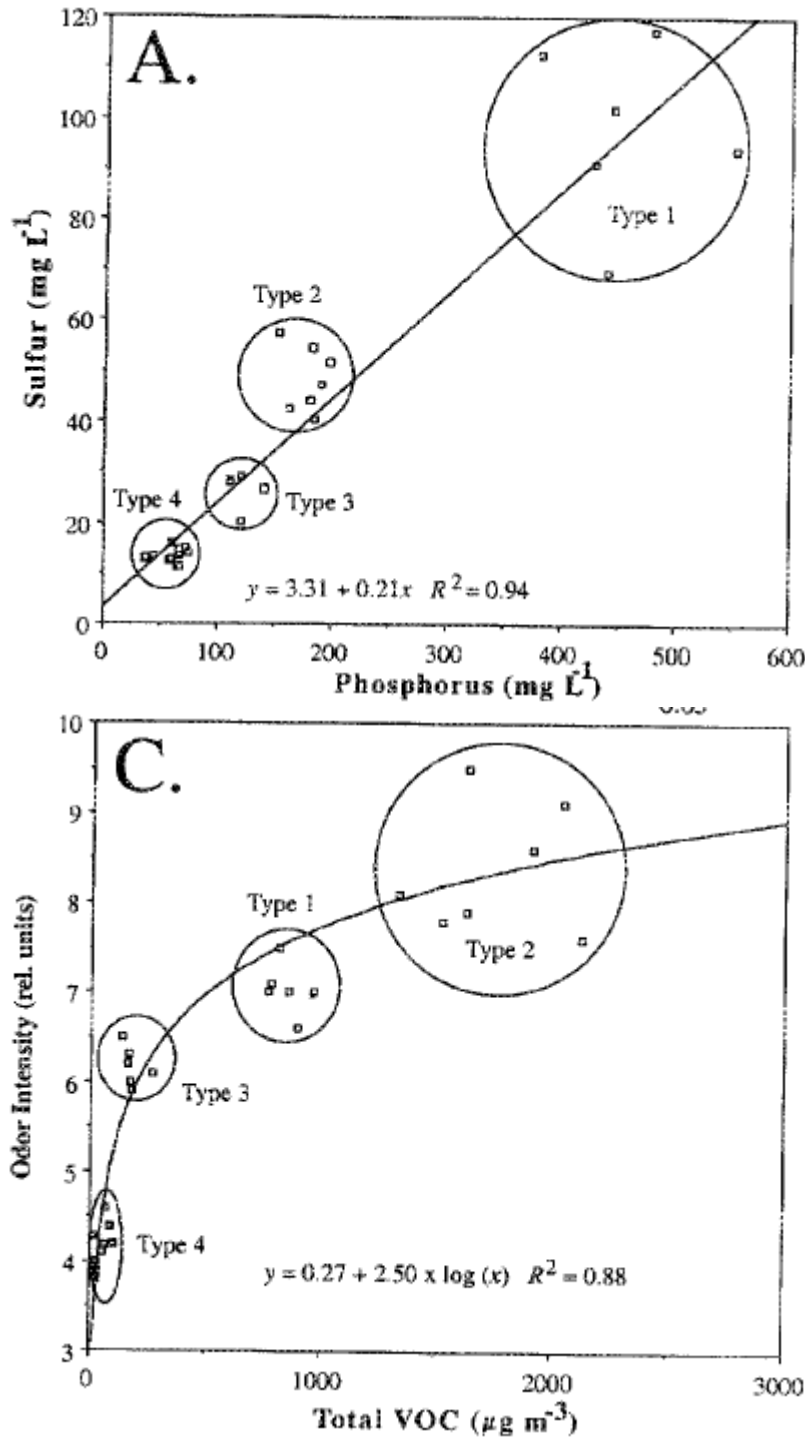 A.
120
100
80
60
40
20
0
Sulfur (mg L-1)
Type 1
Type 2
Type 3
Type 4
y = 3.31 + 0.21x R2 = 0.94
0 100 200 300 400 500 600
Phosphorus (mg L-1)
C.
10
9
8
7
6
5
4
3
Odor Intensity (rel. units)
Type 1
Type 2
Type 3
Type 4
y = 0.27 + 2.50 x log (x) R2 = 0.88
0 1000 2000 3000
Total VOC (µg m-3)